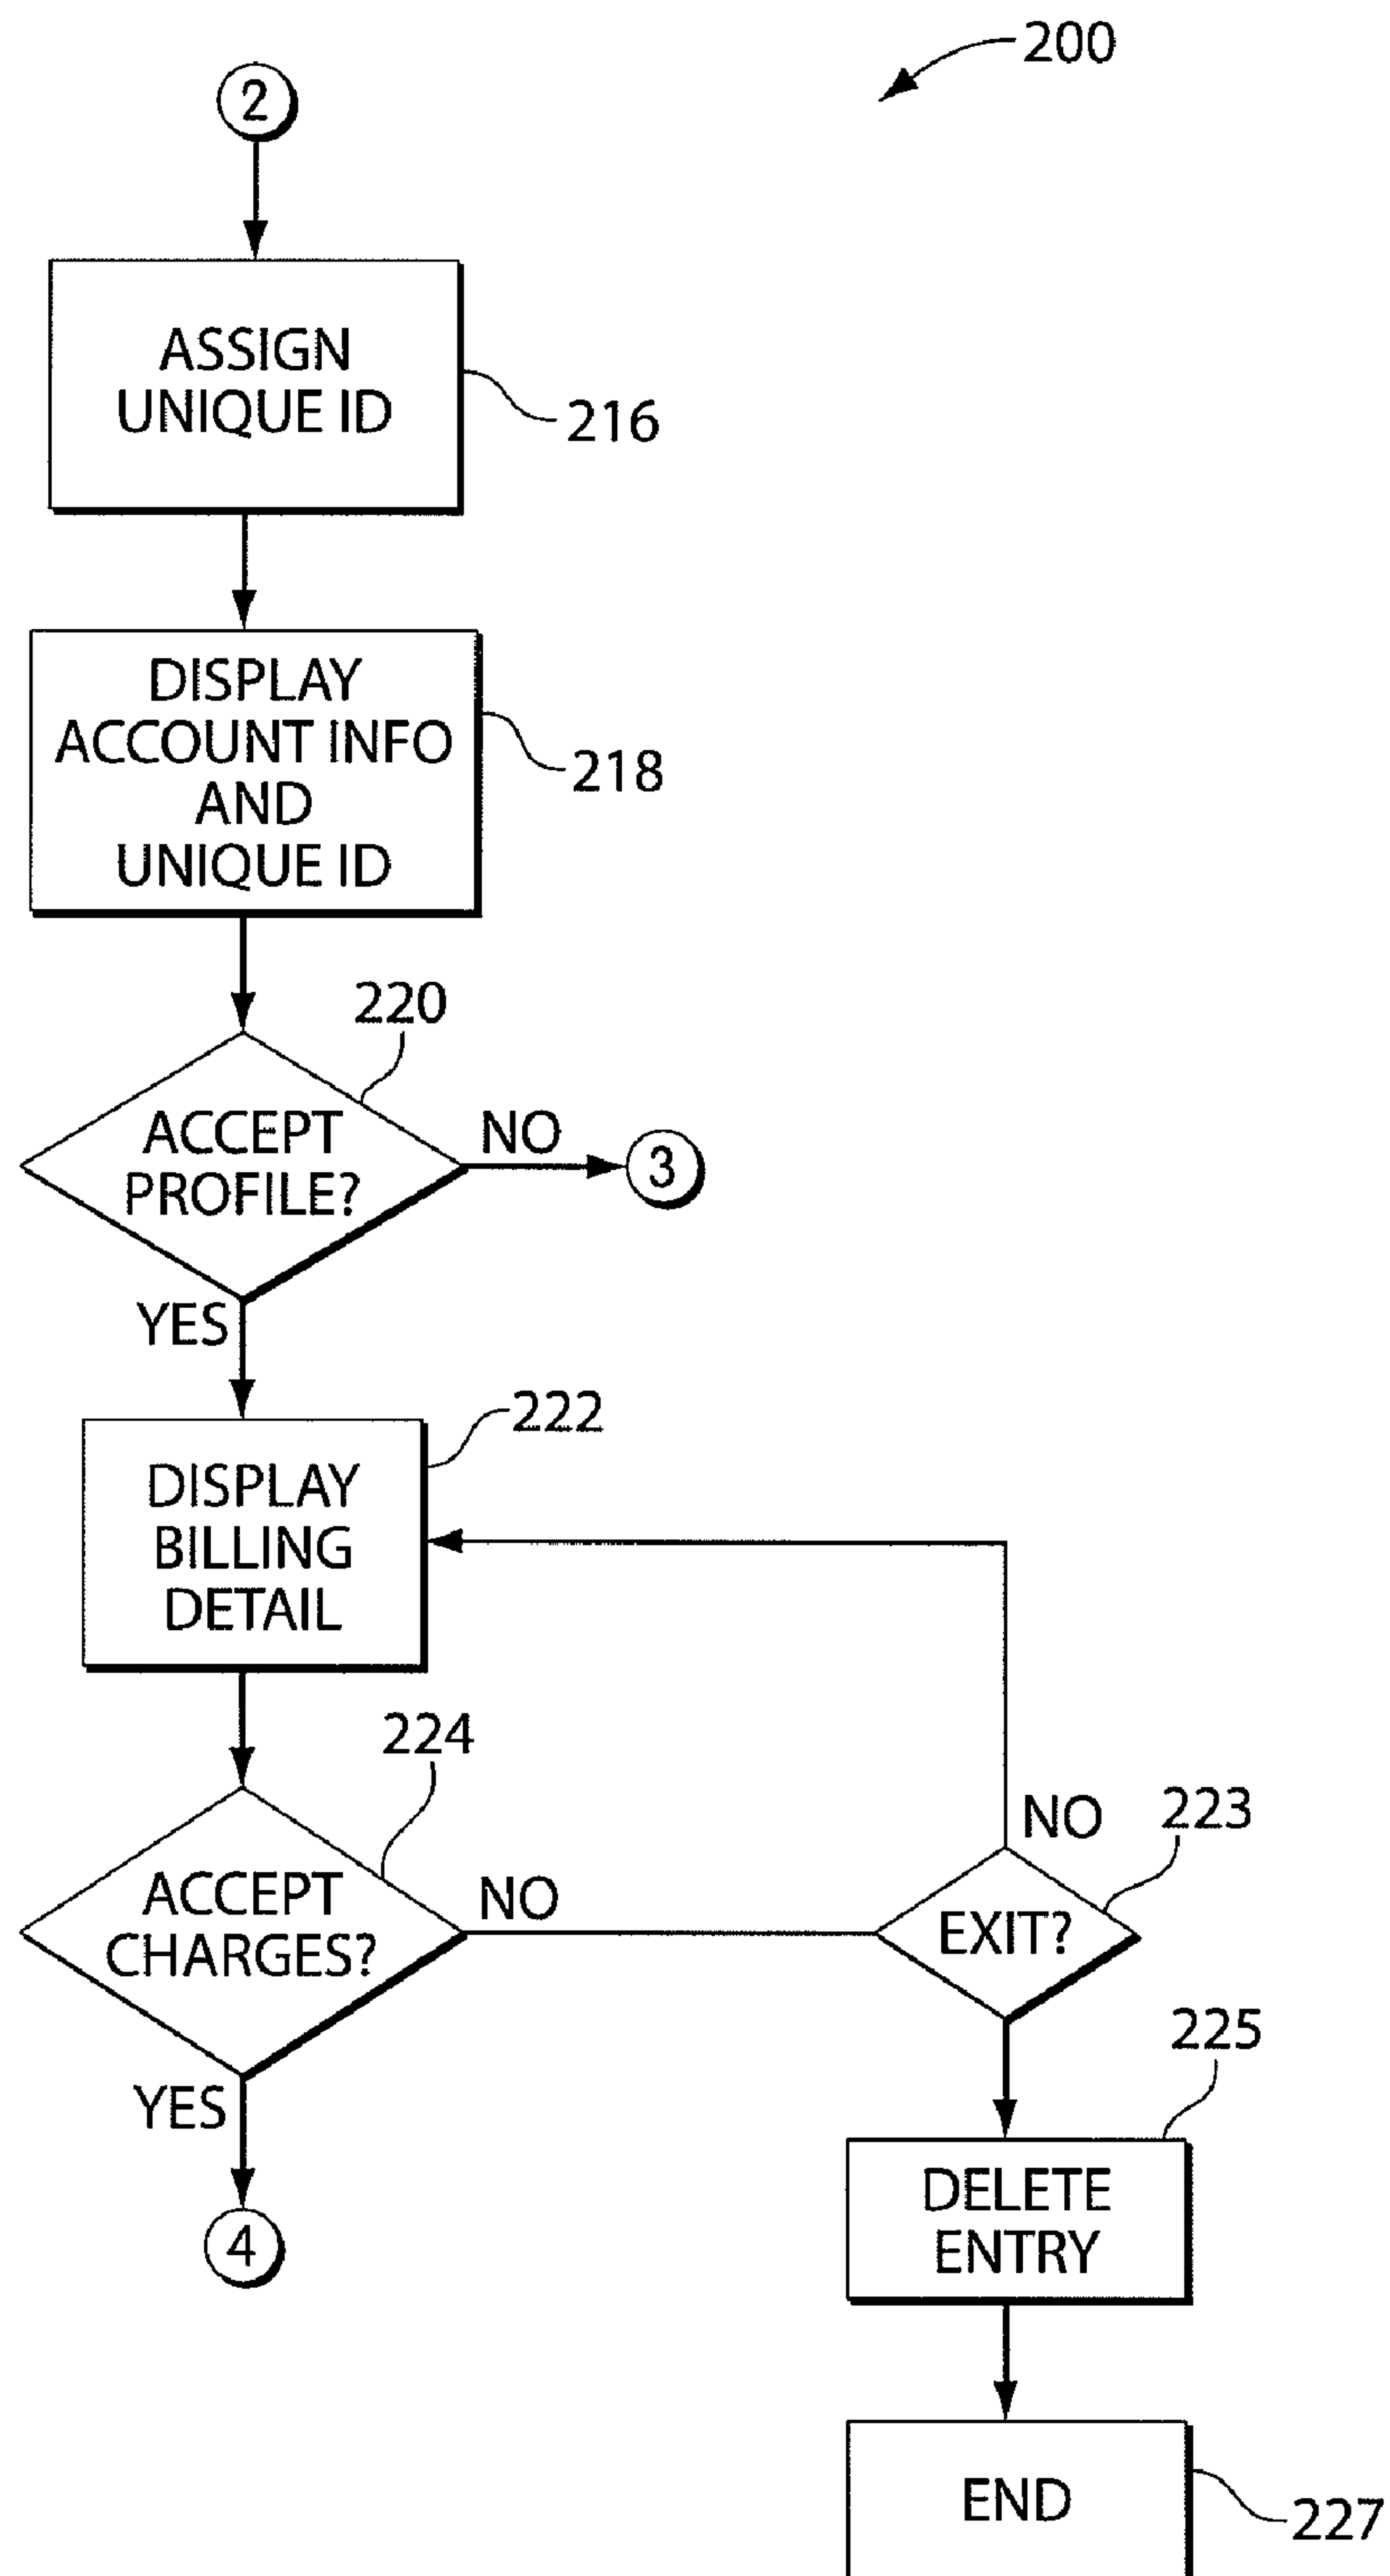 200
2
ASSIGN
UNIQUE ID
216
DISPLAY
ACCOUNT INFO
AND
UNIQUE ID
218
220
ACCEPT
PROFILE?
NO
3
YES
222
DISPLAY
BILLING
DETAIL
224
ACCEPT
CHARGES?
NO
NO
223
EXIT?
YES
4
225
DELETE
ENTRY
END
227